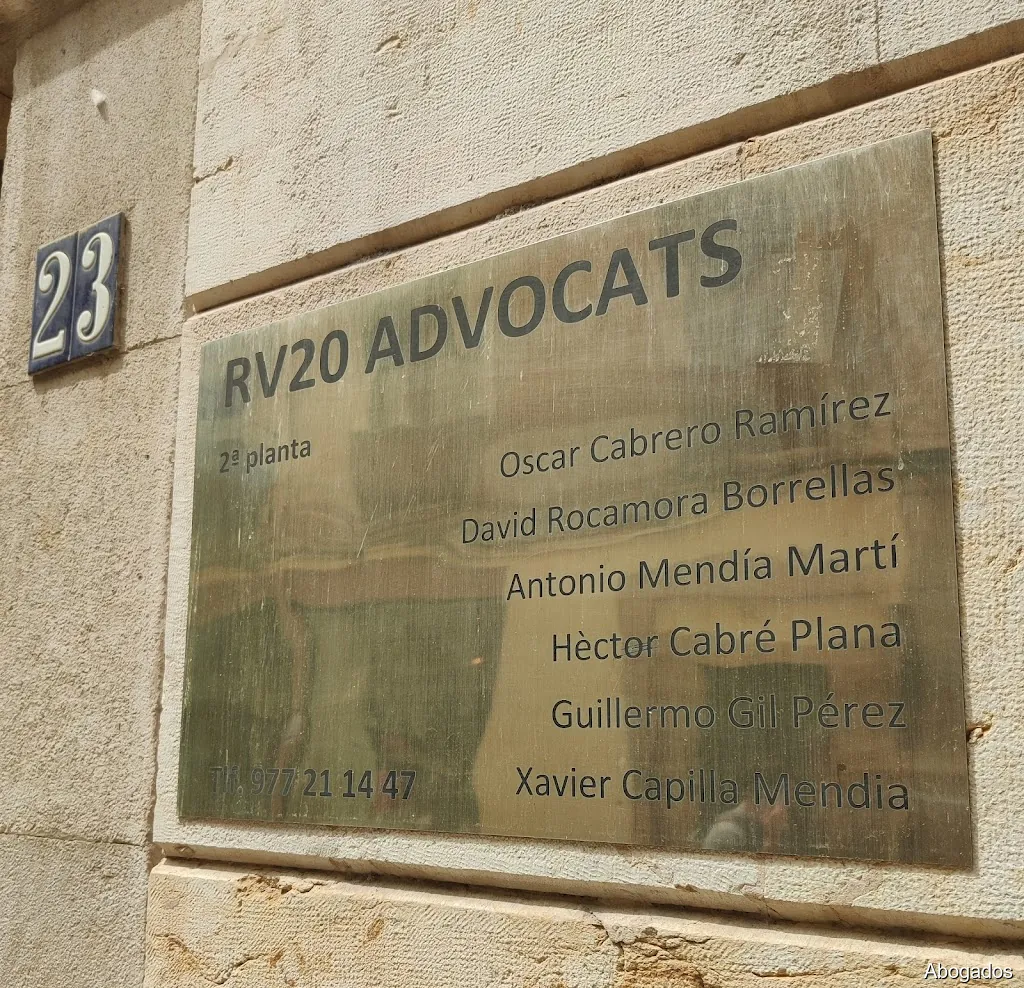 23
RV20 ADVOCATS
2ª planta
Oscar Cabrero Ramírez
David Rocamora Borrellas
Antonio Mendía Martí
Hèctor Cabré Plana
Guillermo Gil Pérez
Xavier Capilla Mendia
Tlf. 977 21 14 47
Abogados